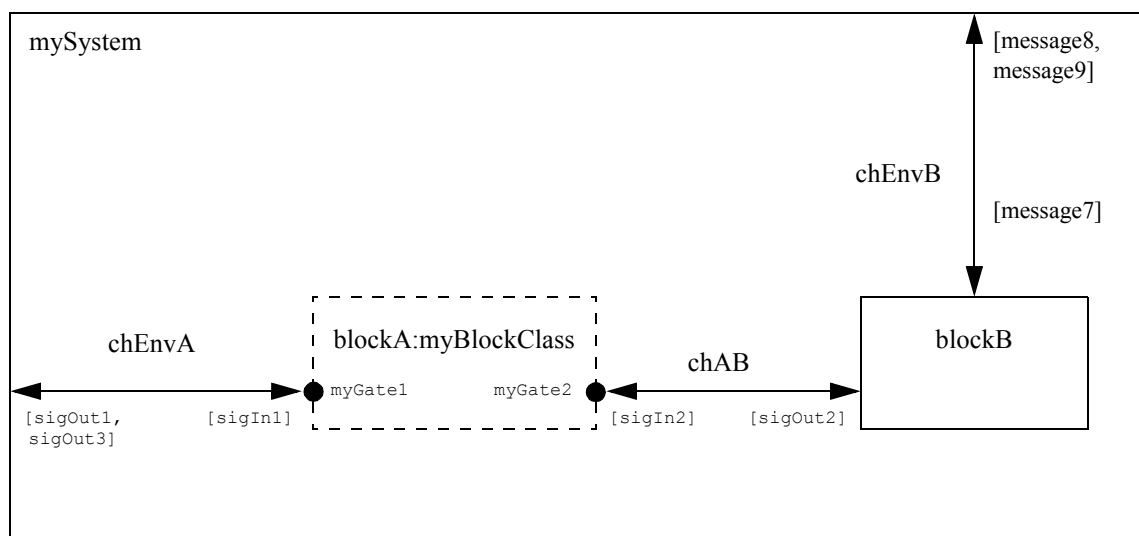 mySystem
[message8,
message9]
chEnvB
[message7]
chEnvA
blockA:myBlockClass
blockB
chAB
myGate1
myGate2
[sigOut1,
sigOut3]
[sigIn1]
[sigIn2]
[sigOut2]